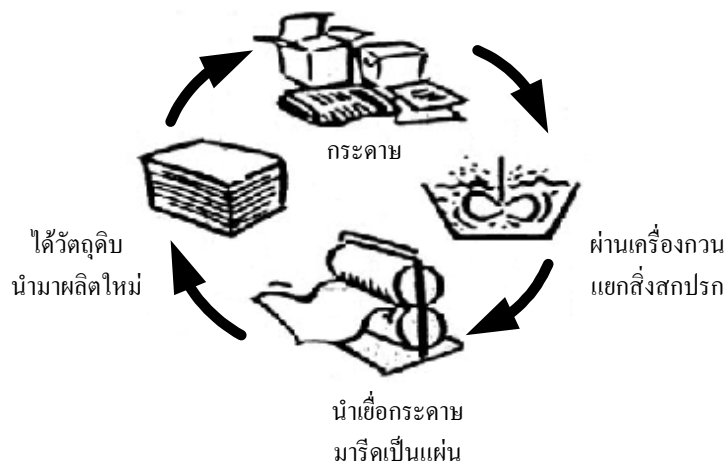 กระดาษ
ผ่านเครื่องกวน
แยกสิ่งสกปรก
นำเยื่อกระดาษ
มารีดเป็นแผ่น
ได้วัตถุดิบ
นำมาผลิตใหม่